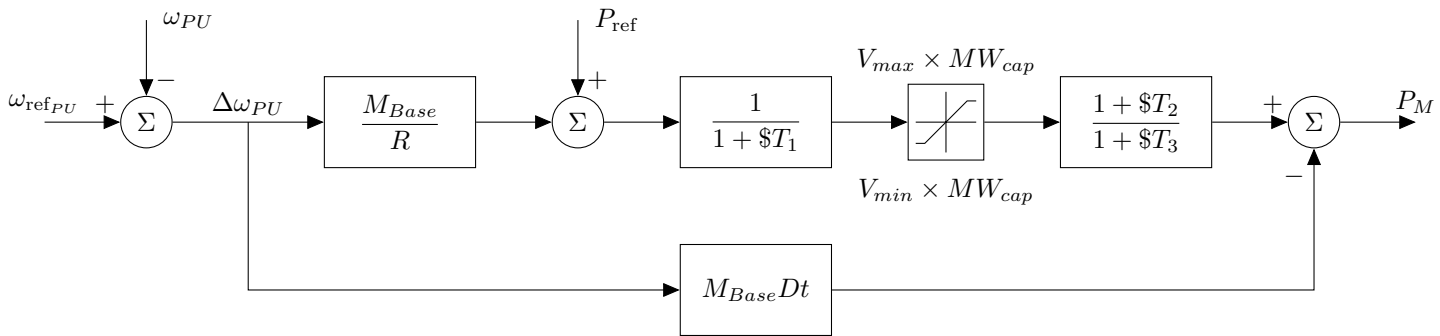 ω_PU
P_ref
V_max × MW_cap
ω_ref_PU + − Σ
Δω_PU
M_Base / R
+ Σ
1 / 1 + $T_1
1 + $T_2 / 1 + $T_3
+ Σ −
P_M
V_min × MW_cap
M_Base Dt